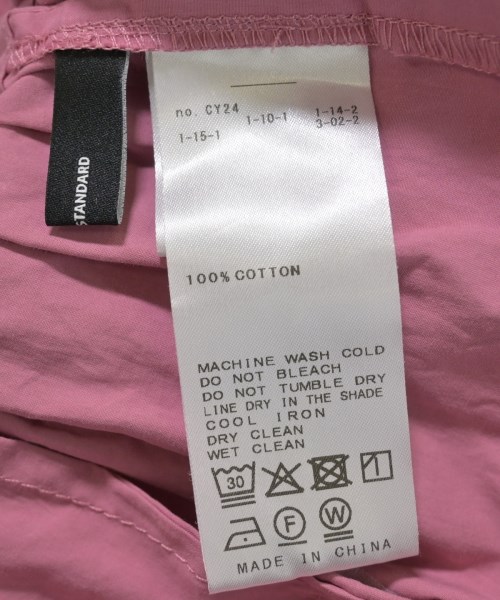 STANDARD
no. CY24
1-15-1 1-10-1 1-14-2
3-02-2
100% COTTON
MACHINE WASH COLD
DO NOT BLEACH
DO NOT TUMBLE DRY
LINE DRY IN THE SHADE
COOL IRON
DRY CLEAN
WET CLEAN
30
F W
MADE IN CHINA